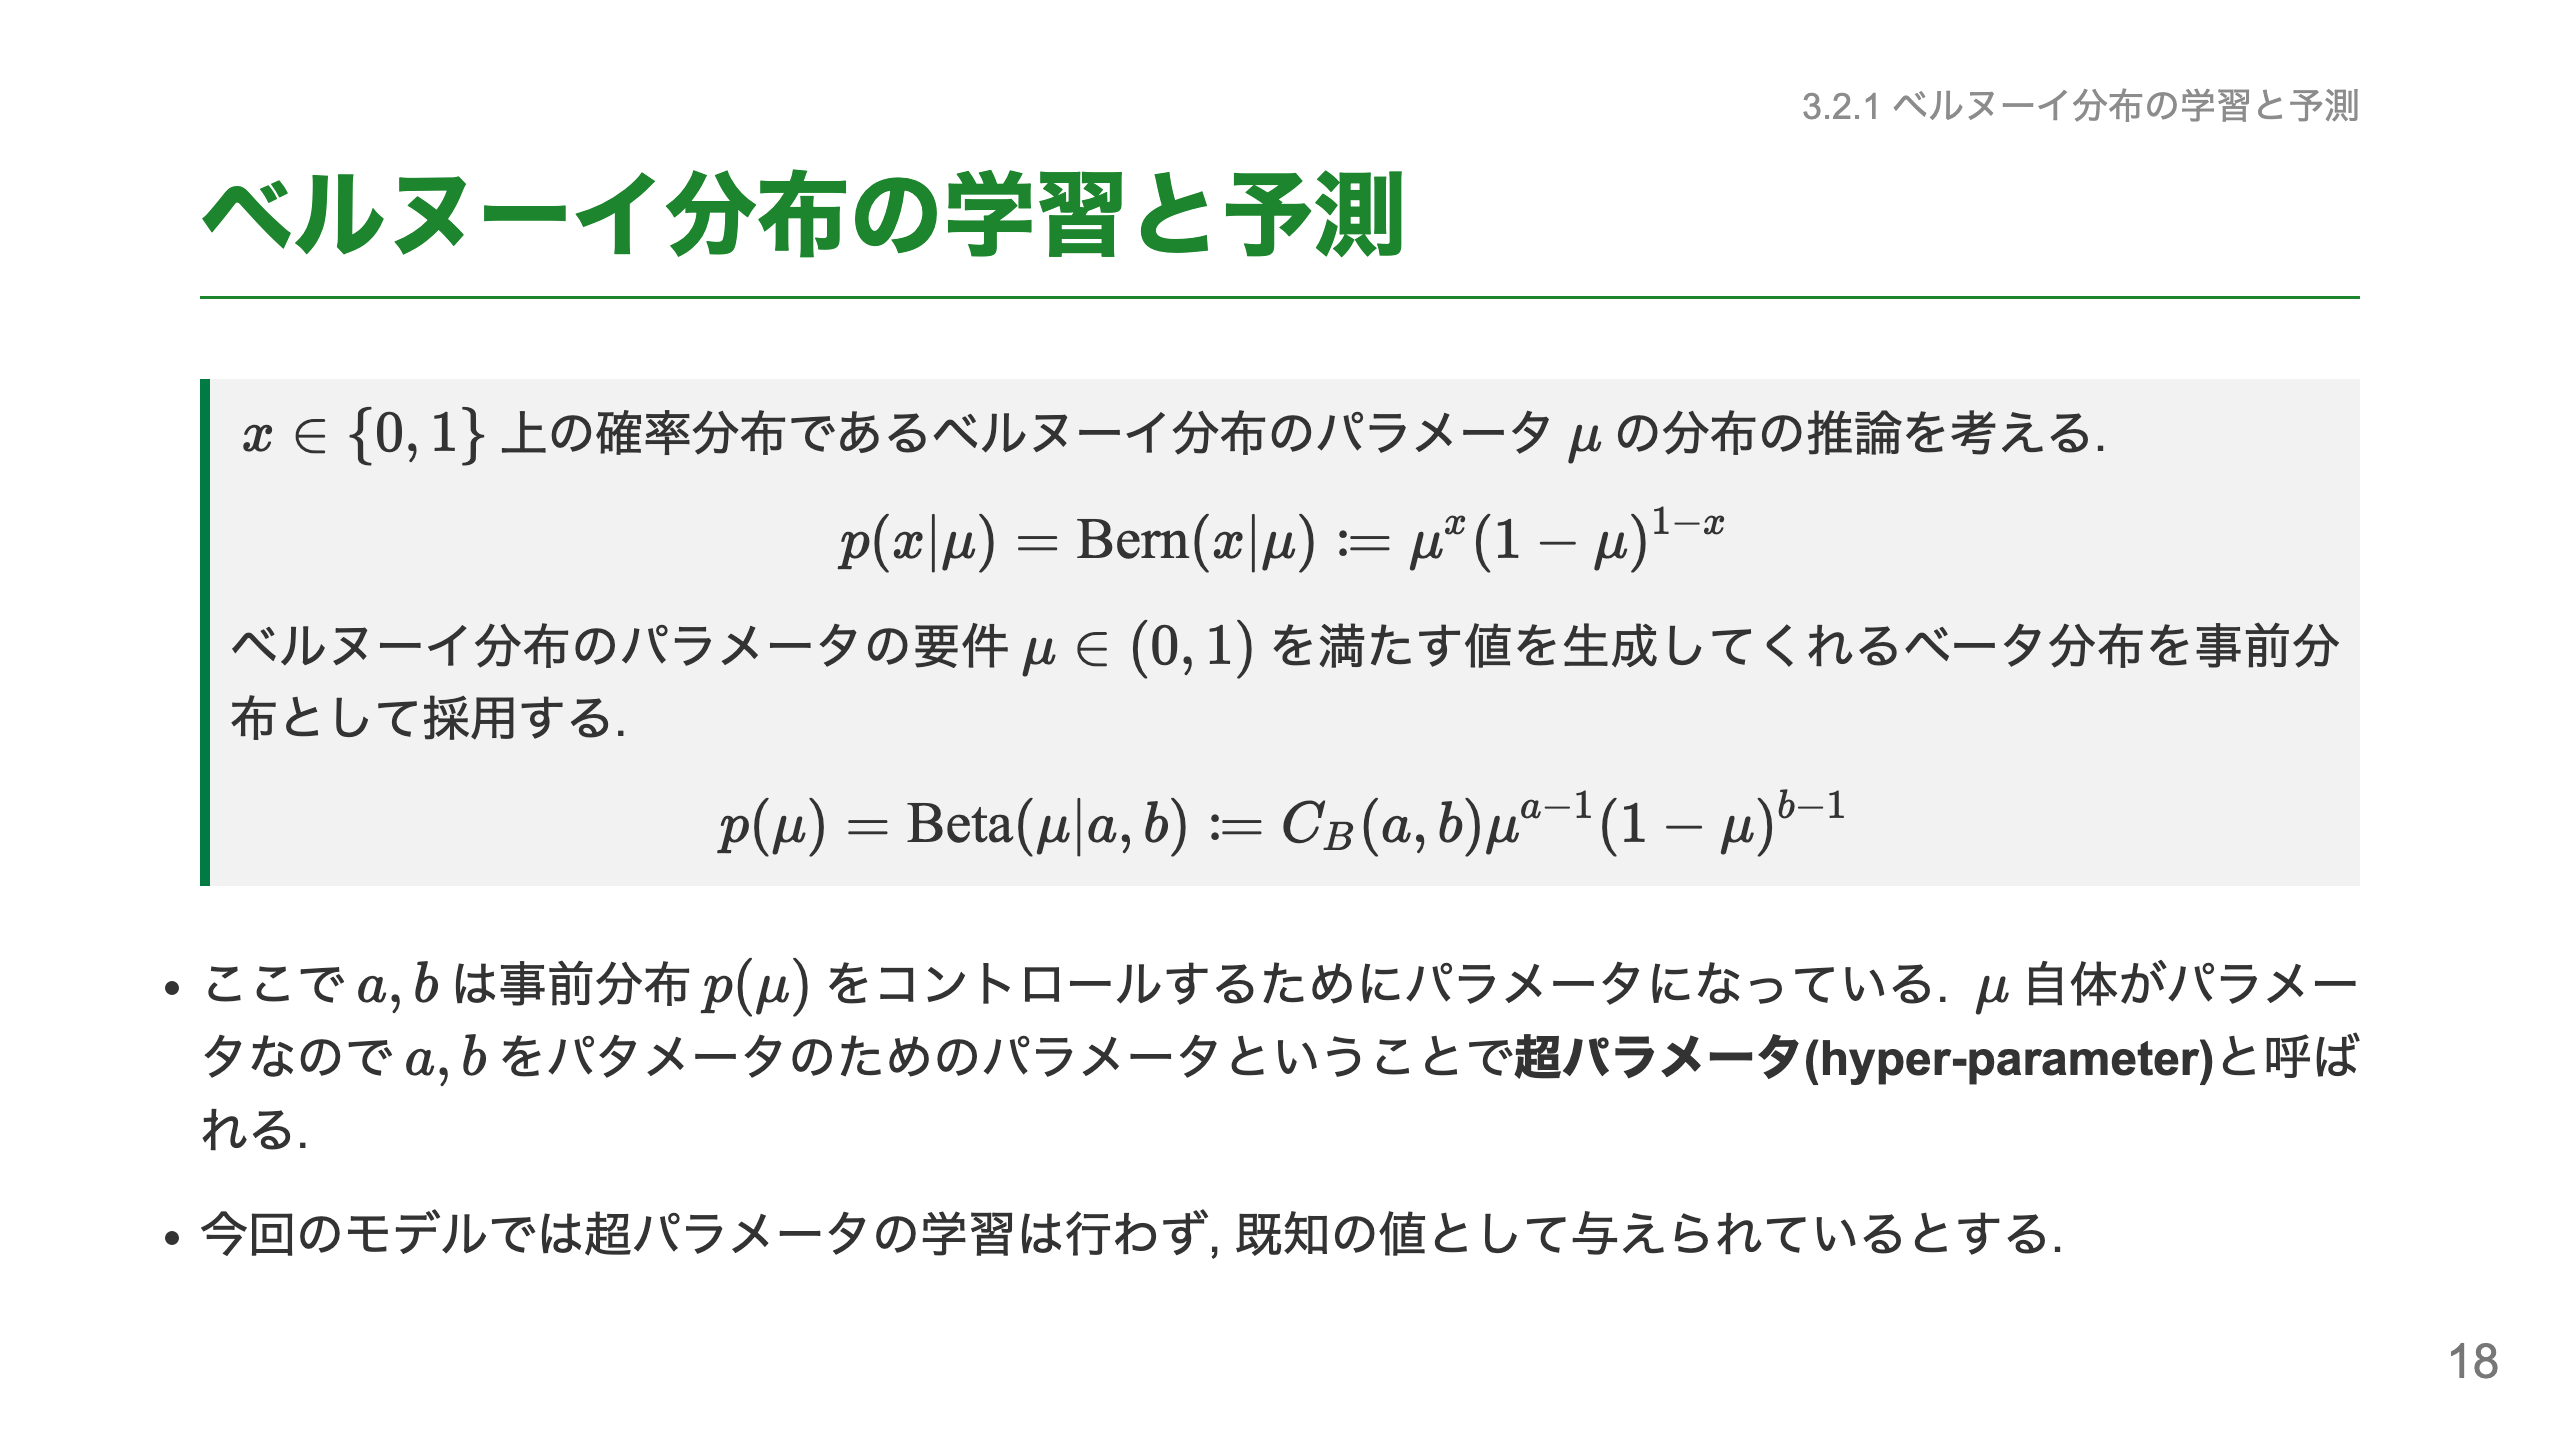 3.2.1 ベルヌーイ分布の学習と予測
ベルヌーイ分布の学習と予測
x ∈ {0, 1} 上の確率分布であるベルヌーイ分布のパラメータ μ の分布の推論を考える.
p(x|μ) = Bern(x|μ) := μ^x(1 − μ)^{1−x}
ベルヌーイ分布のパラメータの要件 μ ∈ (0, 1) を満たす値を生成してくれるベータ分布を事前分
布として採用する.
p(μ) = Beta(μ|a, b) := C_B(a, b)μ^{a−1}(1 − μ)^{b−1}
• ここで a, b は事前分布 p(μ) をコントロールするためにパラメータになっている. μ 自体がパラメー
タなので a, b をパタメータのためのパラメータということで超パラメータ(hyper-parameter)と呼ば
れる.
• 今回のモデルでは超パラメータの学習は行わず, 既知の値として与えられているとする.
18